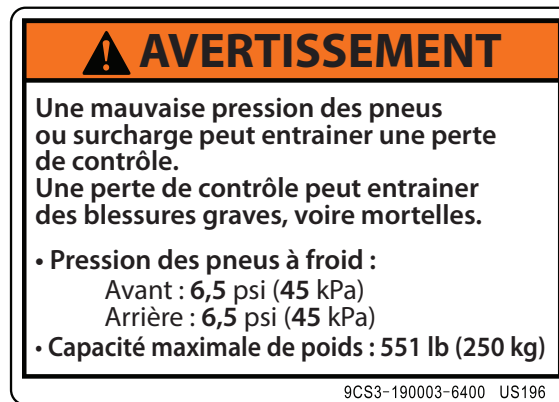 AVERTISSEMENT
Une mauvaise pression des pneus
ou surcharge peut entrainer une perte
de contrôle.
Une perte de contrôle peut entrainer
des blessures graves, voire mortelles.
• Pression des pneus à froid :
Avant : 6,5 psi (45 kPa)
Arrière : 6,5 psi (45 kPa)
• Capacité maximale de poids : 551 lb (250 kg)
9CS3-190003-6400 US196